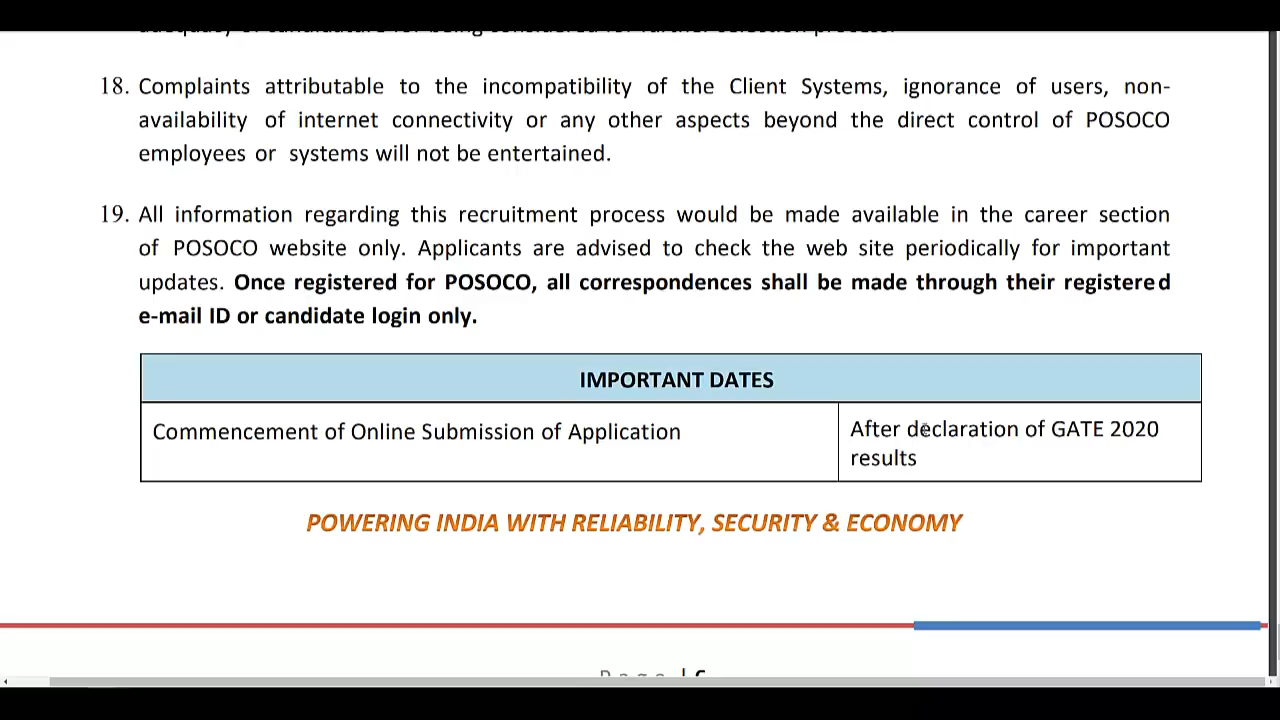 18. Complaints attributable to the incompatibility of the Client Systems, ignorance of users, non-
availability of internet connectivity or any other aspects beyond the direct control of POSOCO
employees or systems will not be entertained.
19. All information regarding this recruitment process would be made available in the career section
of POSOCO website only. Applicants are advised to check the web site periodically for important
updates. Once registered for POSOCO, all correspondences shall be made through their registered
e-mail ID or candidate login only.
IMPORTANT DATES
Commencement of Online Submission of Application
After declaration of GATE 2020
results
POWERING INDIA WITH RELIABILITY, SECURITY & ECONOMY